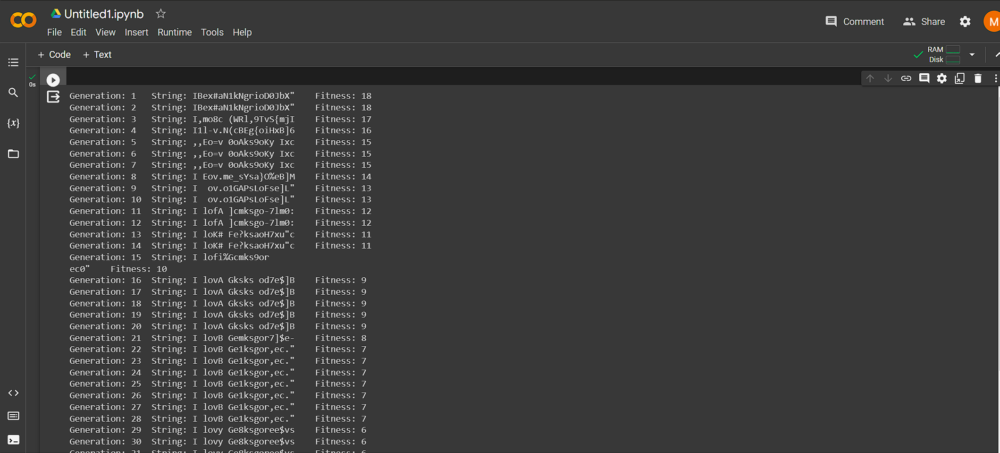 Untitled1.ipynb
File Edit View Insert Runtime Tools Help
Comment Share M
+ Code + Text
RAM
Disk
0s
{x}
Generation: 1 String: IBex#aN1kNgrioD0JbX" Fitness: 18
Generation: 2 String: IBex#aN1kNgrioD0JbX" Fitness: 18
Generation: 3 String: I,mo8c (WRl,9TvS{mjI Fitness: 17
Generation: 4 String: I1l-v.N(cBEg{oiHxB]6 Fitness: 16
Generation: 5 String: ,,Eo=v 0oAks9oKy Ixc Fitness: 15
Generation: 6 String: ,,Eo=v 0oAks9oKy Ixc Fitness: 15
Generation: 7 String: ,,Eo=v 0oAks9oKy Ixc Fitness: 15
Generation: 8 String: I Eov.me_sYsa}O%eB]M Fitness: 14
Generation: 9 String: I  ov.o1GAPsLoFse]L" Fitness: 13
Generation: 10 String: I  ov.o1GAPsLoFse]L" Fitness: 13
Generation: 11 String: I lofA ]cmksgo-7lm0: Fitness: 12
Generation: 12 String: I lofA ]cmksgo-7lm0: Fitness: 12
Generation: 13 String: I loK# Fe?ksaoH7xu"c Fitness: 11
Generation: 14 String: I loK# Fe?ksaoH7xu"c Fitness: 11
Generation: 15 String: I lofi%Gcmks9or
ec0" Fitness: 10
Generation: 16 String: I lovA Gksks od7e$]B Fitness: 9
Generation: 17 String: I lovA Gksks od7e$]B Fitness: 9
Generation: 18 String: I lovA Gksks od7e$]B Fitness: 9
Generation: 19 String: I lovA Gksks od7e$]B Fitness: 9
Generation: 20 String: I lovA Gksks od7e$]B Fitness: 9
Generation: 21 String: I lovB Gemksgor7]$e- Fitness: 8
Generation: 22 String: I lovB Ge1ksgor,ec." Fitness: 7
Generation: 23 String: I lovB Ge1ksgor,ec." Fitness: 7
Generation: 24 String: I lovB Ge1ksgor,ec." Fitness: 7
Generation: 25 String: I lovB Ge1ksgor,ec." Fitness: 7
Generation: 26 String: I lovB Ge1ksgor,ec." Fitness: 7
Generation: 27 String: I lovB Ge1ksgor,ec." Fitness: 7
Generation: 28 String: I lovB Ge1ksgor,ec." Fitness: 7
Generation: 29 String: I lovy Ge8ksgoree$vs Fitness: 6
Generation: 30 String: I lovy Ge8ksgoree$vs Fitness: 6
Generation: 31 String: I lovy Ge8ksgoree$vs Fitness: 6